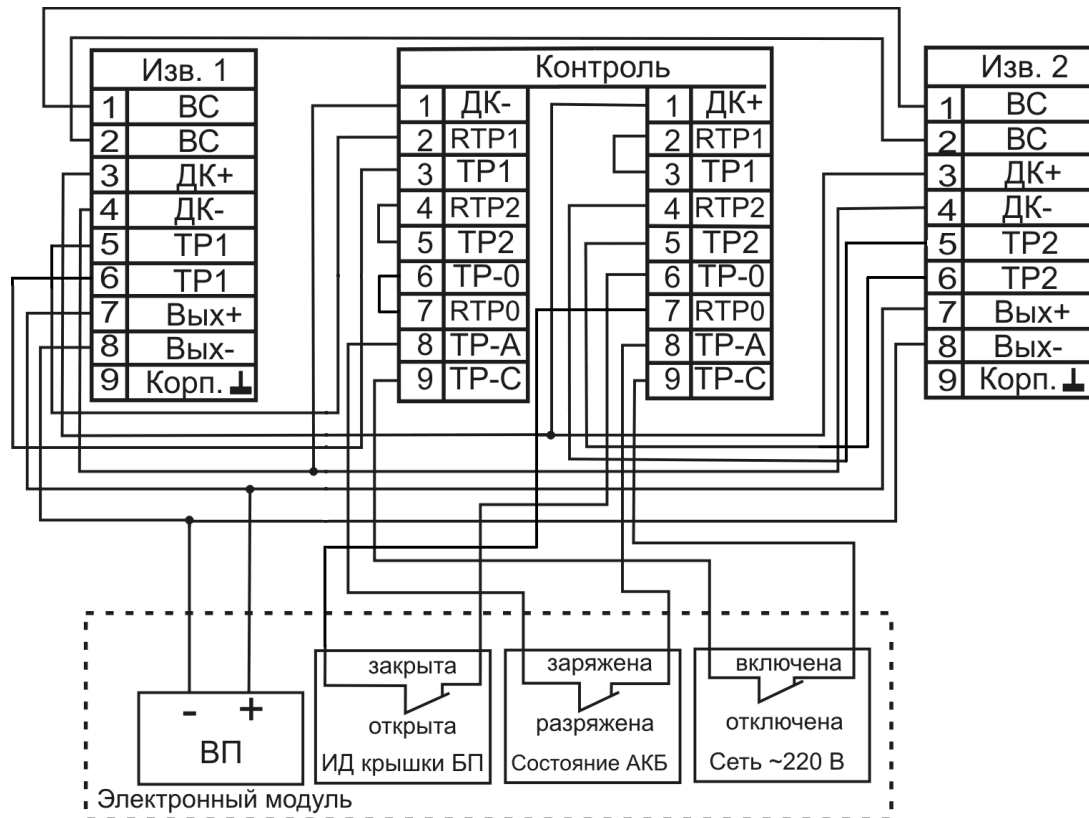 Изв. 1
1 ВС
2 ВС
3 ДК+
4 ДК-
5 ТР1
6 ТР1
7 Вых+
8 Вых-
9 Корп.
Контроль
1 ДК-
2 RTP1
3 TP1
4 RTP2
5 TP2
6 TP-0
7 RTP0
8 TP-A
9 TP-C
1 ДК+
2 RTP1
3 TP1
4 RTP2
5 TP2
6 TP-0
7 RTP0
8 TP-A
9 TP-C
Изв. 2
1 ВС
2 ВС
3 ДК+
4 ДК-
5 ТР2
6 ТР2
7 Вых+
8 Вых-
9 Корп.
- +
ВП
закрыта
открыта
ИД крышки БП
заряжена
разряжена
Состояние АКБ
включена
отключена
Сеть ~220 В
Электронный модуль